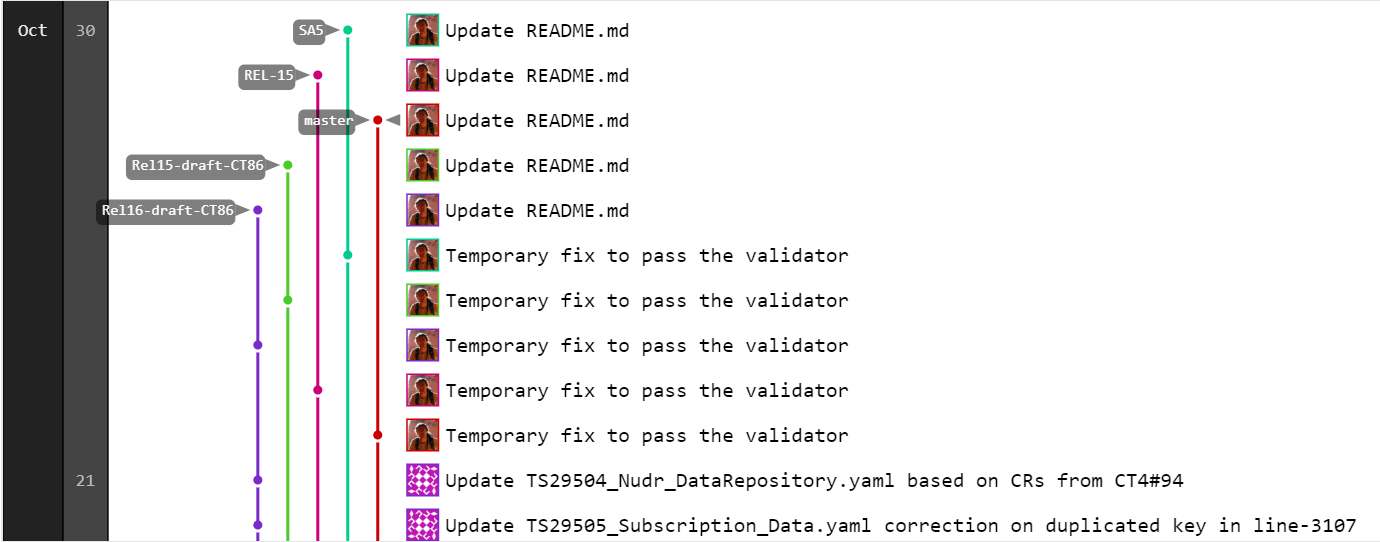 Oct 30 SA5 Update README.md
REL-15 Update README.md
master Update README.md
Rel15-draft-CT86 Update README.md
Rel16-draft-CT86 Update README.md
Temporary fix to pass the validator
Temporary fix to pass the validator
Temporary fix to pass the validator
Temporary fix to pass the validator
Temporary fix to pass the validator
21 Update TS29504_Nudr_DataRepository.yaml based on CRs from CT4#94
Update TS29505_Subscription_Data.yaml correction on duplicated key in line-3107